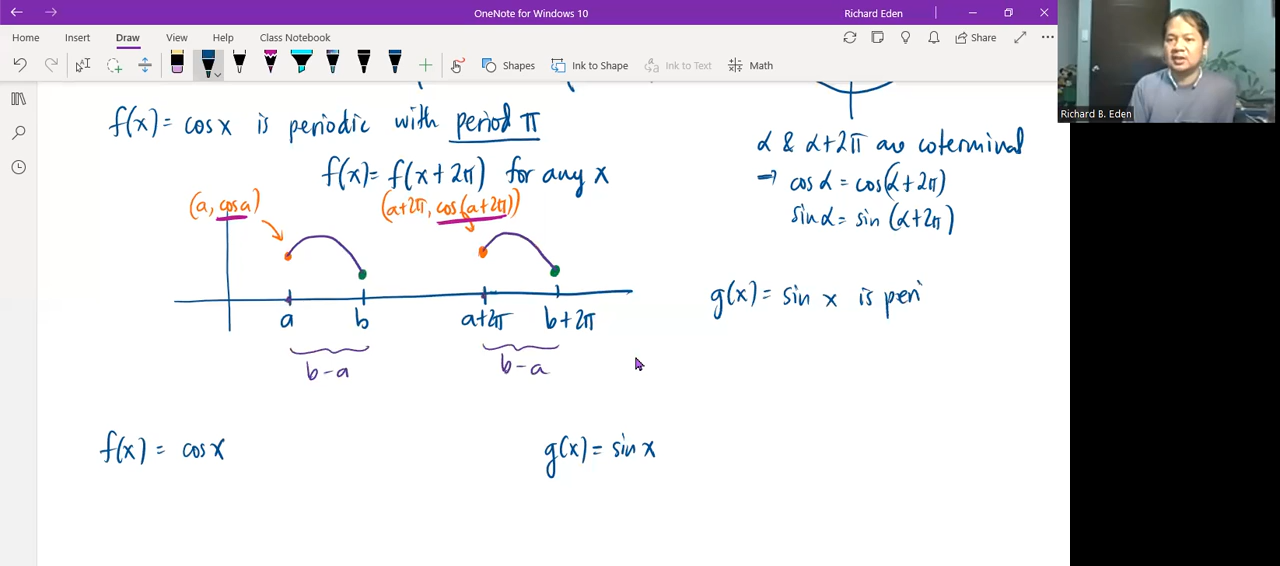 OneNote for Windows 10
Richard Eden
Home Insert Draw View Help Class Notebook
Share
Shapes Ink to Shape Ink to Text Math
f(x) = cos x is periodic with period π
f(x) = f(x+2π) for any x
(a, cosa) (a+2π, cos(a+2π))
a b a+2π b+2π
b-a b-a
f(x) = cosx g(x) = sin x
α & α+2π are coterminal
→ cos α = cos(α+2π)
sin α = sin (α+2π)
g(x) = sin x is peri
Richard B. Eden